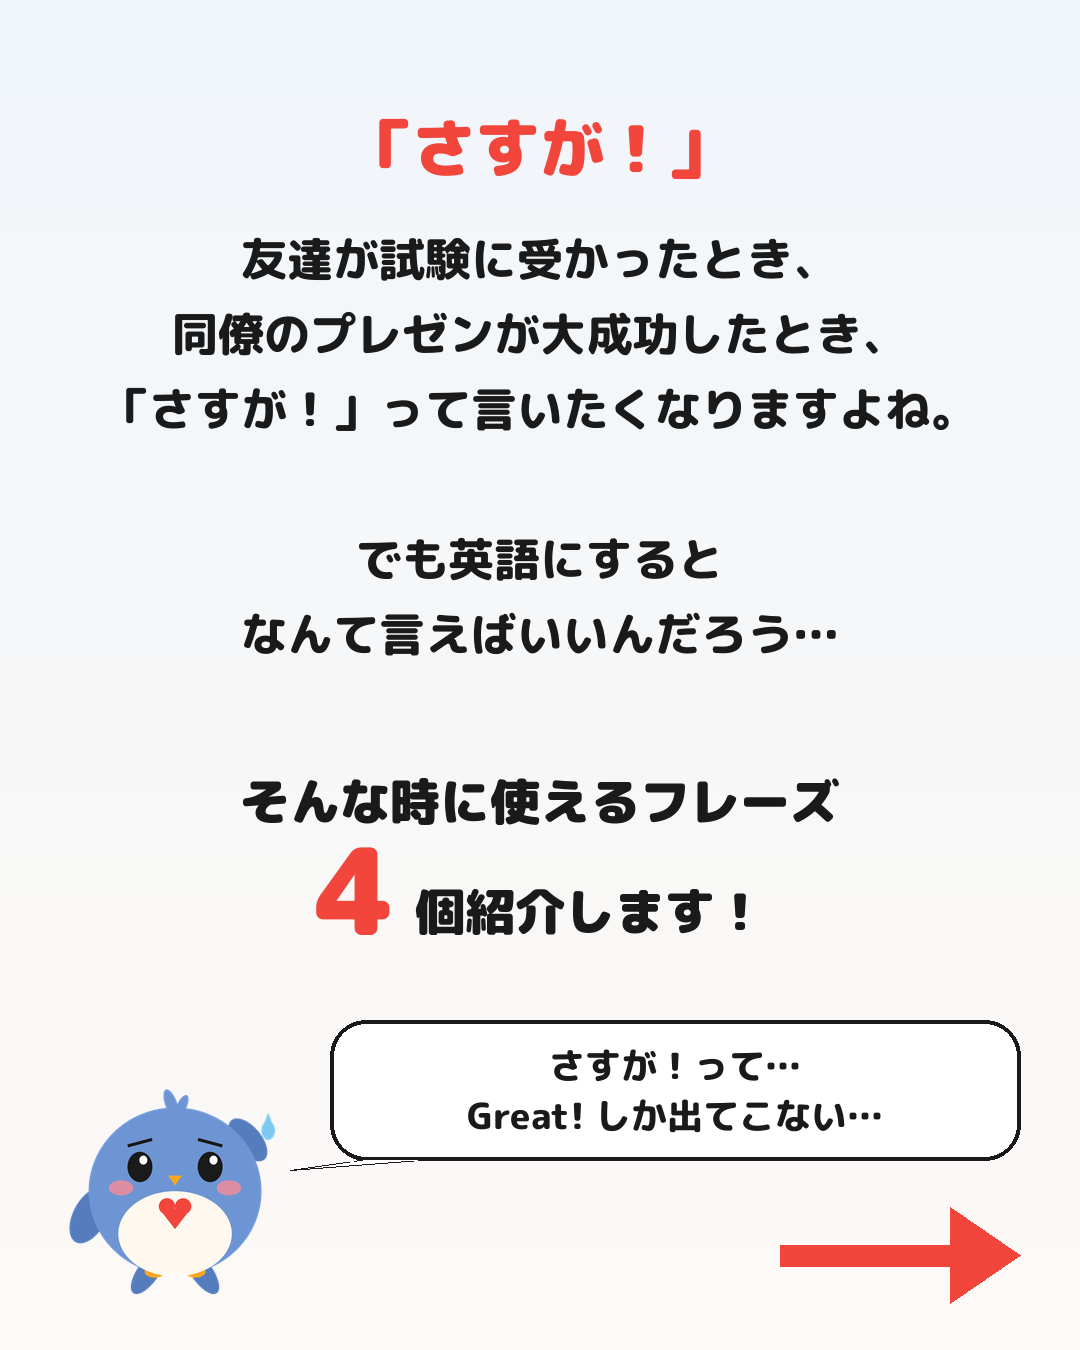 「さすが！」
友達が試験に受かったとき、
同僚のプレゼンが大成功したとき、
「さすが！」って言いたくなりますよね。
でも英語にすると
なんて言えばいいんだろう…
そんな時に使えるフレーズ
4 個紹介します！
さすが！って…
Great! しか出てこない…